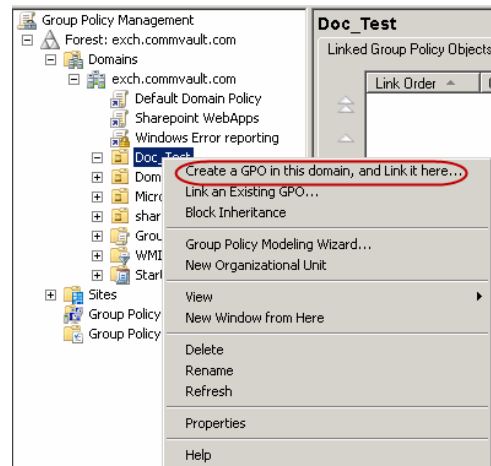 Group Policy Management
Forest: exch.commvault.com
Domains
exch.commvault.com
Default Domain Policy
Sharepoint WebApps
Windows Error reporting
Doc_Test
Dom
Micro
shar
Grou
WMI
Start
Sites
Group Policy
Group Policy
Doc_Test
Linked Group Policy Objects
Link Order
Create a GPO in this domain, and Link it here...
Link an Existing GPO...
Block Inheritance
Group Policy Modeling Wizard...
New Organizational Unit
View
New Window from Here
Delete
Rename
Refresh
Properties
Help